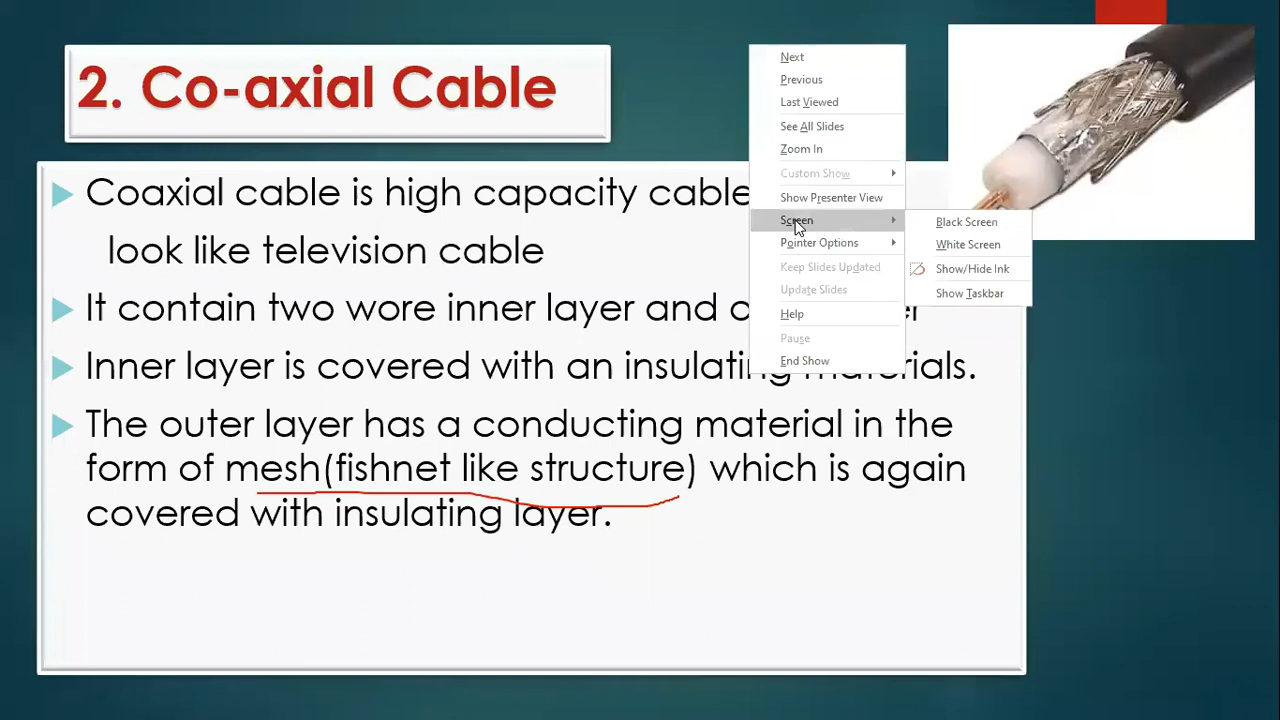 2. Co-axial Cable
Coaxial cable is high capacity cable
look like television cable
It contain two wore inner layer and
Inner layer is covered with an insulating materials.
The outer layer has a conducting material in the
form of mesh(fishnet like structure) which is again
covered with insulating layer.
Next
Previous
Last Viewed
See All Slides
Zoom In
Custom Show
Show Presenter View
Screen
Pointer Options
Keep Slides Updated
Update Slides
Help
Pause
End Show
Black Screen
White Screen
Show/Hide Ink
Show Taskbar